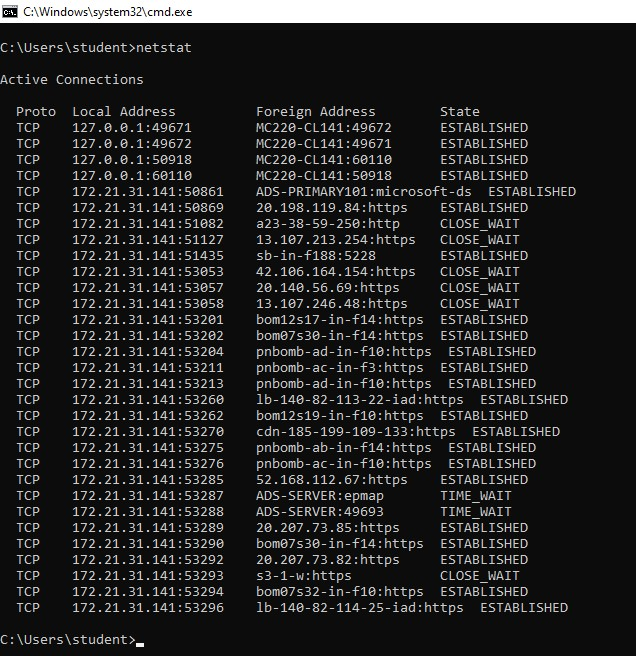 C:\Windows\system32\cmd.exe
C:\Users\student>netstat
Active Connections
Proto  Local Address          Foreign Address        State
TCP    127.0.0.1:49671        MC220-CL141:49672      ESTABLISHED
TCP    127.0.0.1:49672        MC220-CL141:49671      ESTABLISHED
TCP    127.0.0.1:50918        MC220-CL141:60110      ESTABLISHED
TCP    127.0.0.1:60110        MC220-CL141:50918      ESTABLISHED
TCP    172.21.31.141:50861    ADS-PRIMARY101:microsoft-ds  ESTABLISHED
TCP    172.21.31.141:50869    20.198.119.84:https    ESTABLISHED
TCP    172.21.31.141:51082    a23-38-59-250:http     CLOSE_WAIT
TCP    172.21.31.141:51127    13.107.213.254:https   CLOSE_WAIT
TCP    172.21.31.141:51435    sb-in-f188:5228        ESTABLISHED
TCP    172.21.31.141:53053    42.106.164.154:https   CLOSE_WAIT
TCP    172.21.31.141:53057    20.140.56.69:https     CLOSE_WAIT
TCP    172.21.31.141:53058    13.107.246.48:https    CLOSE_WAIT
TCP    172.21.31.141:53201    bom12s17-in-f14:https  ESTABLISHED
TCP    172.21.31.141:53202    bom07s30-in-f14:https  ESTABLISHED
TCP    172.21.31.141:53204    pnbomb-ad-in-f10:https  ESTABLISHED
TCP    172.21.31.141:53211    pnbomb-ac-in-f3:https  ESTABLISHED
TCP    172.21.31.141:53213    pnbomb-ad-in-f10:https  ESTABLISHED
TCP    172.21.31.141:53260    lb-140-82-113-22-iad:https  ESTABLISHED
TCP    172.21.31.141:53262    bom12s19-in-f10:https  ESTABLISHED
TCP    172.21.31.141:53270    cdn-185-199-109-133:https  ESTABLISHED
TCP    172.21.31.141:53275    pnbomb-ab-in-f14:https  ESTABLISHED
TCP    172.21.31.141:53276    pnbomb-ac-in-f10:https  ESTABLISHED
TCP    172.21.31.141:53285    52.168.112.67:https    ESTABLISHED
TCP    172.21.31.141:53287    ADS-SERVER:epmap       TIME_WAIT
TCP    172.21.31.141:53288    ADS-SERVER:49693       TIME_WAIT
TCP    172.21.31.141:53289    20.207.73.85:https     ESTABLISHED
TCP    172.21.31.141:53290    bom07s30-in-f14:https  ESTABLISHED
TCP    172.21.31.141:53292    20.207.73.82:https     ESTABLISHED
TCP    172.21.31.141:53293    s3-1-w:https           CLOSE_WAIT
TCP    172.21.31.141:53294    bom07s32-in-f10:https  ESTABLISHED
TCP    172.21.31.141:53296    lb-140-82-114-25-iad:https  ESTABLISHED
C:\Users\student>